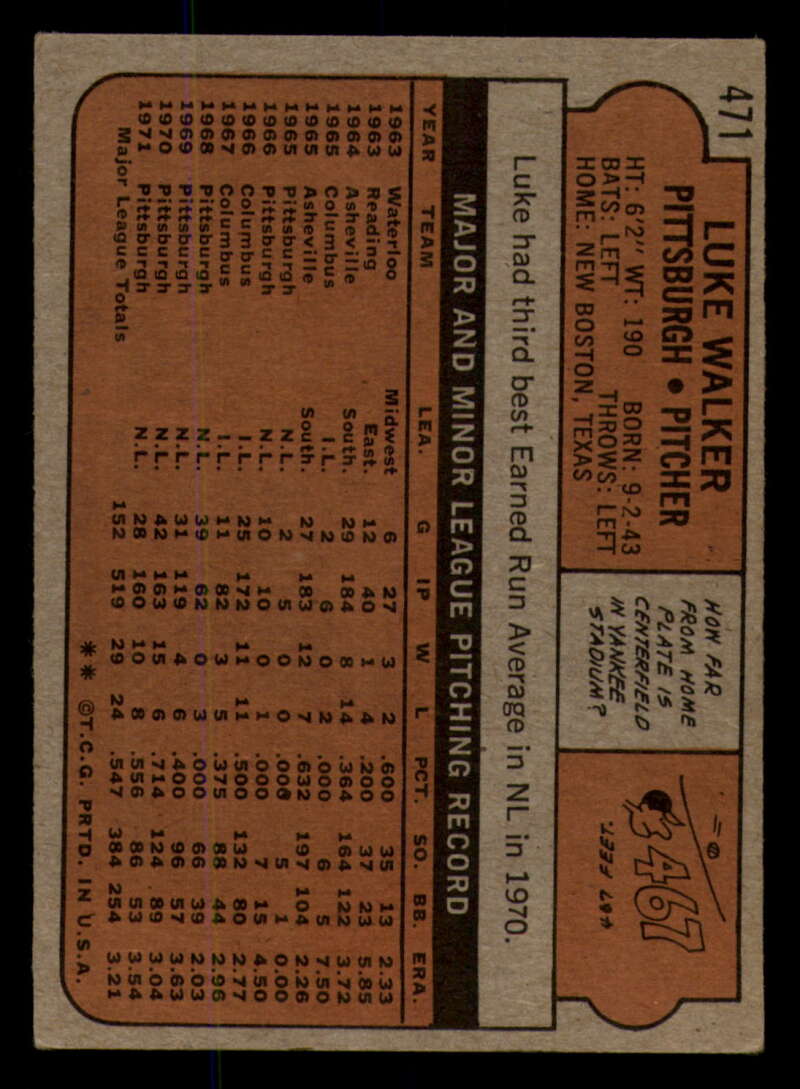 471
LUKE WALKER
PITTSBURGH • PITCHER
HT: 6'2" WT: 190 BORN: 9-2-43
BATS: LEFT THROWS: LEFT
HOME: NEW BOSTON, TEXAS
HOW FAR
FROM HOME
PLATE IS
CENTERFIELD
IN YANKEE
STADIUM?
467
467 FEET.
Luke had third best Earned Run Average in NL in 1970.
MAJOR AND MINOR LEAGUE PITCHING RECORD
YEAR TEAM LEA. G IP W L PCT. SO. BB. ERA.
1963 Waterloo Midwest 6 27 3 2 .600 35 13 2.33
1963 Reading East. 12 40 1 4 .200 37 23 5.85
1964 Asheville South. 29 184 8 14 .364 164 122 3.72
1965 Columbus I.L. 2 6 0 2 .000 6 5 7.50
1965 Asheville South. 27 183 12 7 .632 197 104 2.26
1965 Pittsburgh N.L. 2 5 0 0 .000 5 1 0.00
1966 Pittsburgh N.L. 10 10 0 1 .000 7 15 4.50
1966 Columbus I.L. 25 172 11 11 .500 132 80 2.77
1967 Columbus I.L. 11 82 3 5 .375 88 44 2.96
1968 Pittsburgh N.L. 39 62 0 3 .000 66 39 2.03
1969 Pittsburgh N.L. 31 119 4 6 .400 96 57 3.63
1970 Pittsburgh N.L. 42 163 15 6 .714 124 89 3.04
1971 Pittsburgh N.L. 28 160 10 8 .556 86 53 3.54
Major League Totals 152 519 29 24 .547 384 254 3.21
** ©T.C.G. PRTD. IN U.S.A.